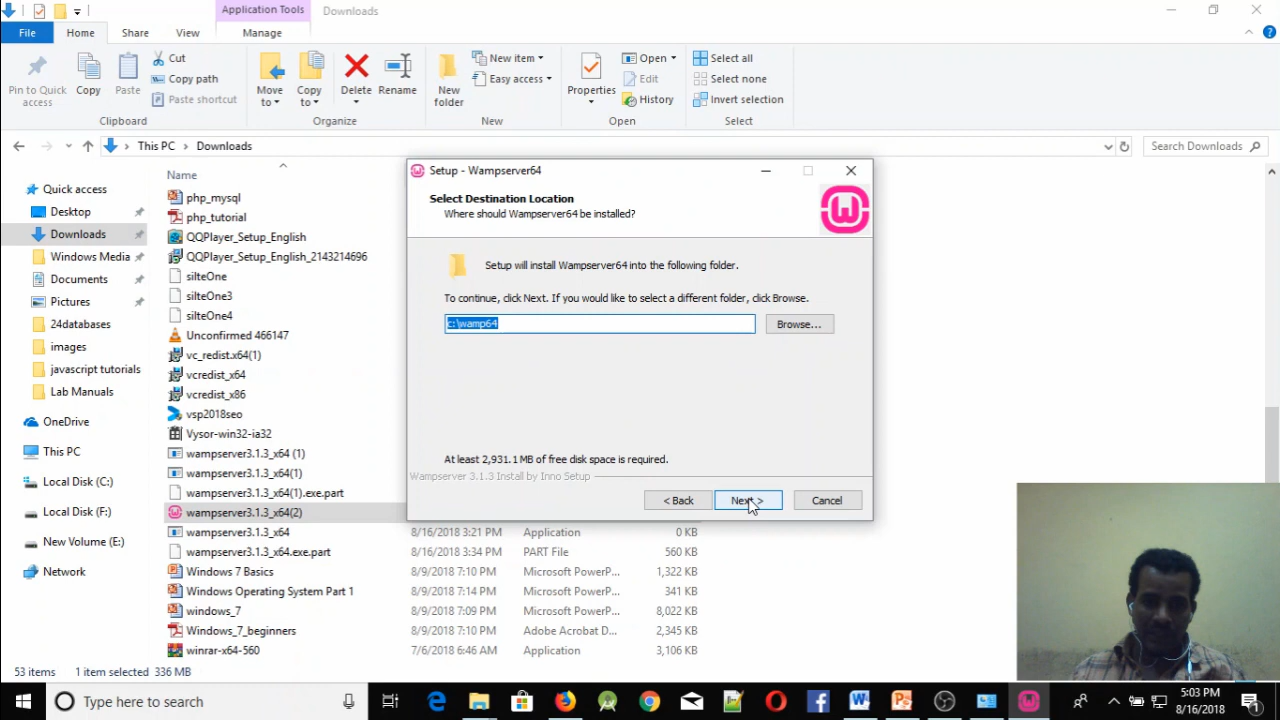 Application Tools
Downloads
File
Home
Share
View
Manage
Pin to Quick
access
Copy
Paste
Cut
Copy path
Paste shortcut
Clipboard
Move
to
Copy
to
Delete
Rename
Organize
New
folder
New item
Easy access
New
Properties
Open
Edit
History
Open
Select all
Select none
Invert selection
Select
This PC
Downloads
Search Downloads
Quick access
Desktop
Downloads
Windows Media
Documents
Pictures
24databases
images
javascript tutorials
Lab Manuals
OneDrive
This PC
Local Disk (C:)
Local Disk (F:)
New Volume (E:)
Network
Name
php_mysql
php_tutorial
QQPlayer_Setup_English
QQPlayer_Setup_English_2143214696
silteOne
silteOne3
silteOne4
Unconfirmed 466147
vc_redist.x64(1)
vcredist_x64
vcredist_x86
vsp2018seo
Vysor-win32-ia32
wampserver3.1.3_x64 (1)
wampserver3.1.3_x64(1)
wampserver3.1.3_x64(1).exe.part
wampserver3.1.3_x64(2)
wampserver3.1.3_x64 8/16/2018 3:21 PM Application 0 KB
wampserver3.1.3_x64.exe.part 8/16/2018 3:34 PM PART File 560 KB
Windows 7 Basics 8/9/2018 7:10 PM Microsoft PowerP... 1,322 KB
Windows Operating System Part 1 8/9/2018 7:14 PM Microsoft PowerP... 341 KB
windows_7 8/9/2018 7:09 PM Microsoft PowerP... 8,022 KB
Windows_7_beginners 8/9/2018 7:10 PM Adobe Acrobat D... 2,345 KB
winrar-x64-560 7/6/2018 6:46 AM Application 3,106 KB
Setup - Wampserver64
Select Destination Location
Where should Wampserver64 be installed?
Setup will install Wampserver64 into the following folder.
To continue, click Next. If you would like to select a different folder, click Browse.
c:\wamp64
Browse...
At least 2,931.1 MB of free disk space is required.
Wampserver 3.1.3 Install by Inno Setup
< Back
Next >
Cancel
53 items
1 item selected 336 MB
Type here to search
5:03 PM
8/16/2018
1